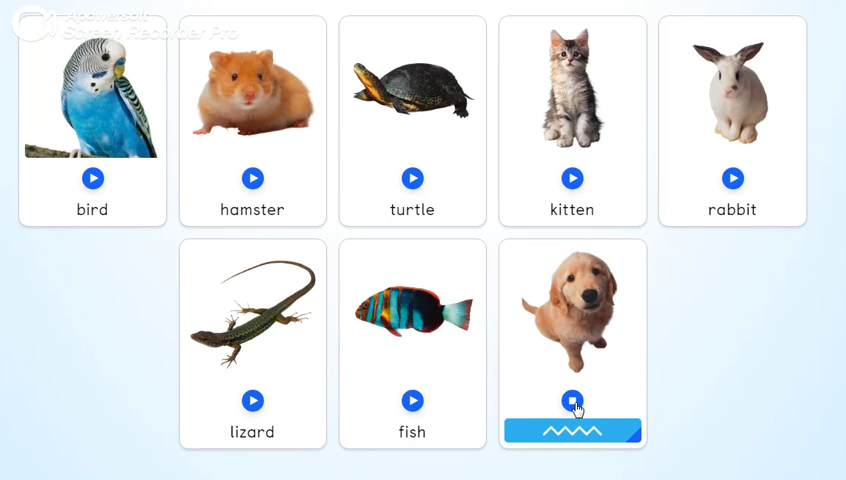 Apowersoft
Screen Recorder Pro
bird
hamster
turtle
kitten
rabbit
lizard
fish